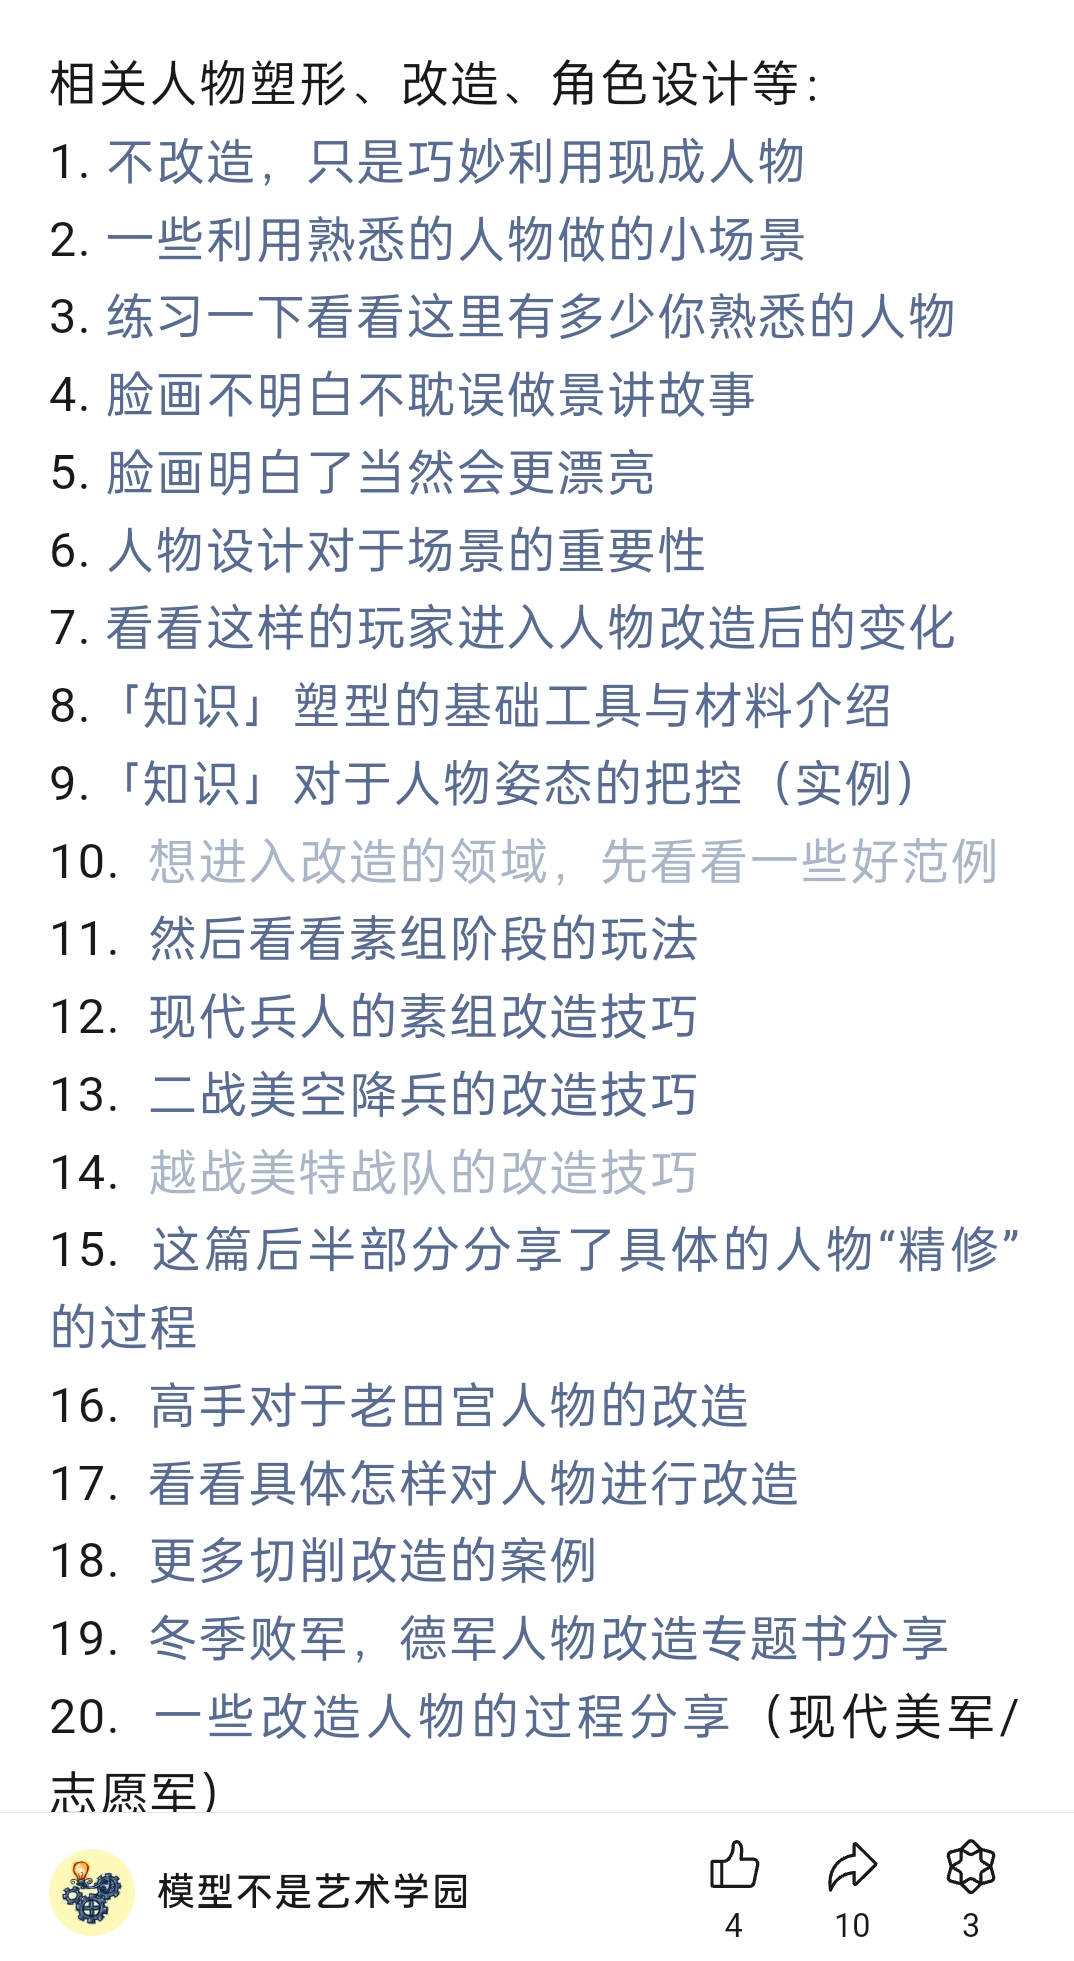 相关人物塑形、改造、角色设计等：
1. 不改造，只是巧妙利用现成人物
2. 一些利用熟悉的人物做的小场景
3. 练习一下看看这里有多少你熟悉的人物
4. 脸画不明白不耽误做景讲故事
5. 脸画明白了当然会更漂亮
6. 人物设计对于场景的重要性
7. 看看这样的玩家进入人物改造后的变化
8.「知识」塑型的基础工具与材料介绍
9.「知识」对于人物姿态的把控（实例）
10. 想进入改造的领域，先看看一些好范例
11. 然后看看素组阶段的玩法
12. 现代兵人的素组改造技巧
13. 二战美空降兵的改造技巧
14. 越战美特战队的改造技巧
15. 这篇后半部分分享了具体的人物“精修”
的过程
16. 高手对于老田宫人物的改造
17. 看看具体怎样对人物进行改造
18. 更多切削改造的案例
19. 冬季败军，德军人物改造专题书分享
20. 一些改造人物的过程分享（现代美军/
志愿军）
模型不是艺术学园
4 10 3